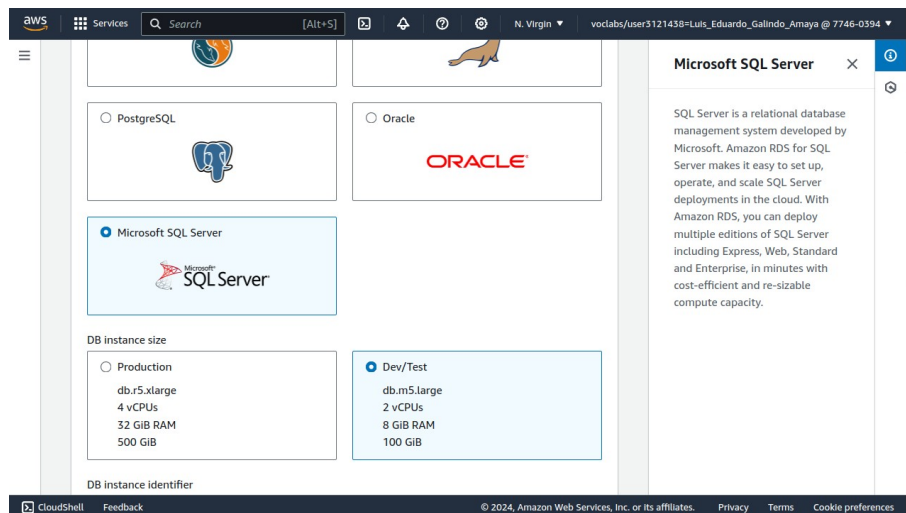 aws
Services
Search
[Alt+S]
N. Virgin
voclabs/user3121438=Luis_Eduardo_Galindo_Amaya @ 7746-0394
PostgreSQL
Oracle
ORACLE
Microsoft SQL Server
Microsoft
SQL Server
DB instance size
Production
db.r5.xlarge
4 vCPUs
32 GiB RAM
500 GiB
Dev/Test
db.m5.large
2 vCPUs
8 GiB RAM
100 GiB
DB instance identifier
Microsoft SQL Server
SQL Server is a relational database
management system developed by
Microsoft. Amazon RDS for SQL
Server makes it easy to set up,
operate, and scale SQL Server
deployments in the cloud. With
Amazon RDS, you can deploy
multiple editions of SQL Server
including Express, Web, Standard
and Enterprise, in minutes with
cost-efficient and re-sizable
compute capacity.
CloudShell
Feedback
© 2024, Amazon Web Services, Inc. or its affiliates.
Privacy
Terms
Cookie preferences